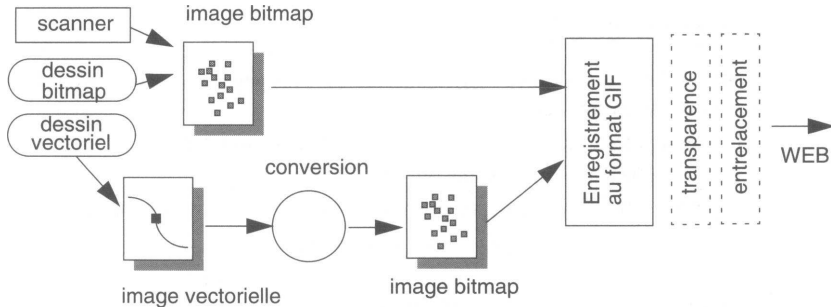 image bitmap
scanner
dessin
bitmap
dessin
vectoriel
conversion
image vectorielle
image bitmap
Enregistrement
au format GIF
transparence
entrelacement
WEB